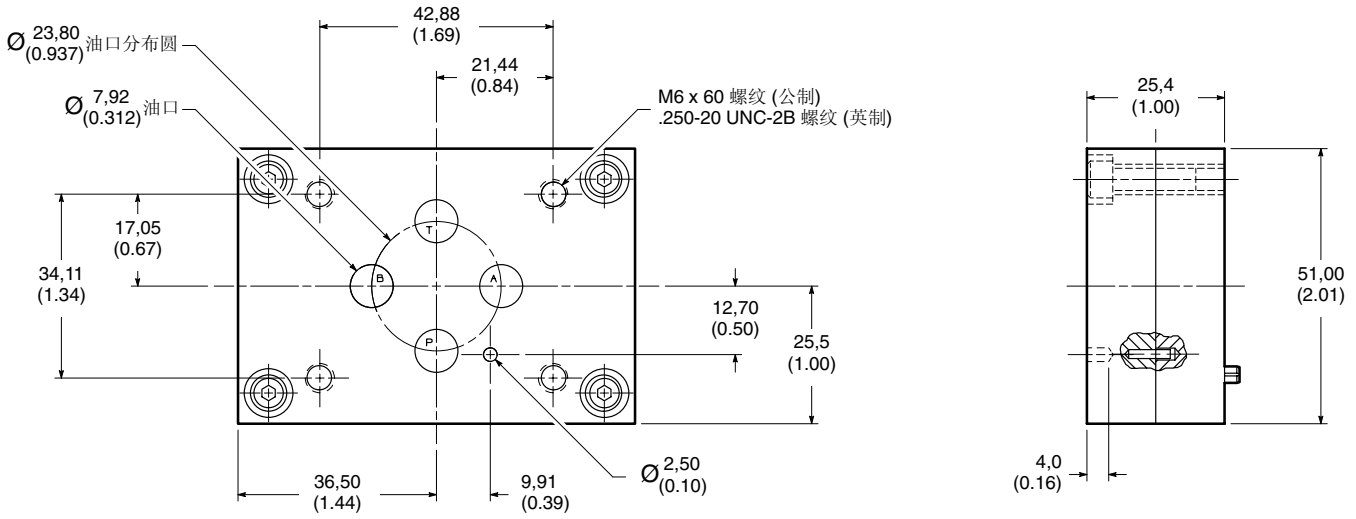 42,88
(1.69)
Ø 23,80 油口分布圆
(0.937)
21,44
(0.84)
Ø 7,92 油口
(0.312)
M6 x 60 螺纹 (公制)
.250-20 UNC-2B 螺纹 (英制)
25,4
(1.00)
17,05
(0.67)
34,11
(1.34)
T
B
A
P
12,70
(0.50)
25,5
(1.00)
51,00
(2.01)
36,50
(1.44)
9,91
(0.39)
Ø 2,50
(0.10)
4,0
(0.16)